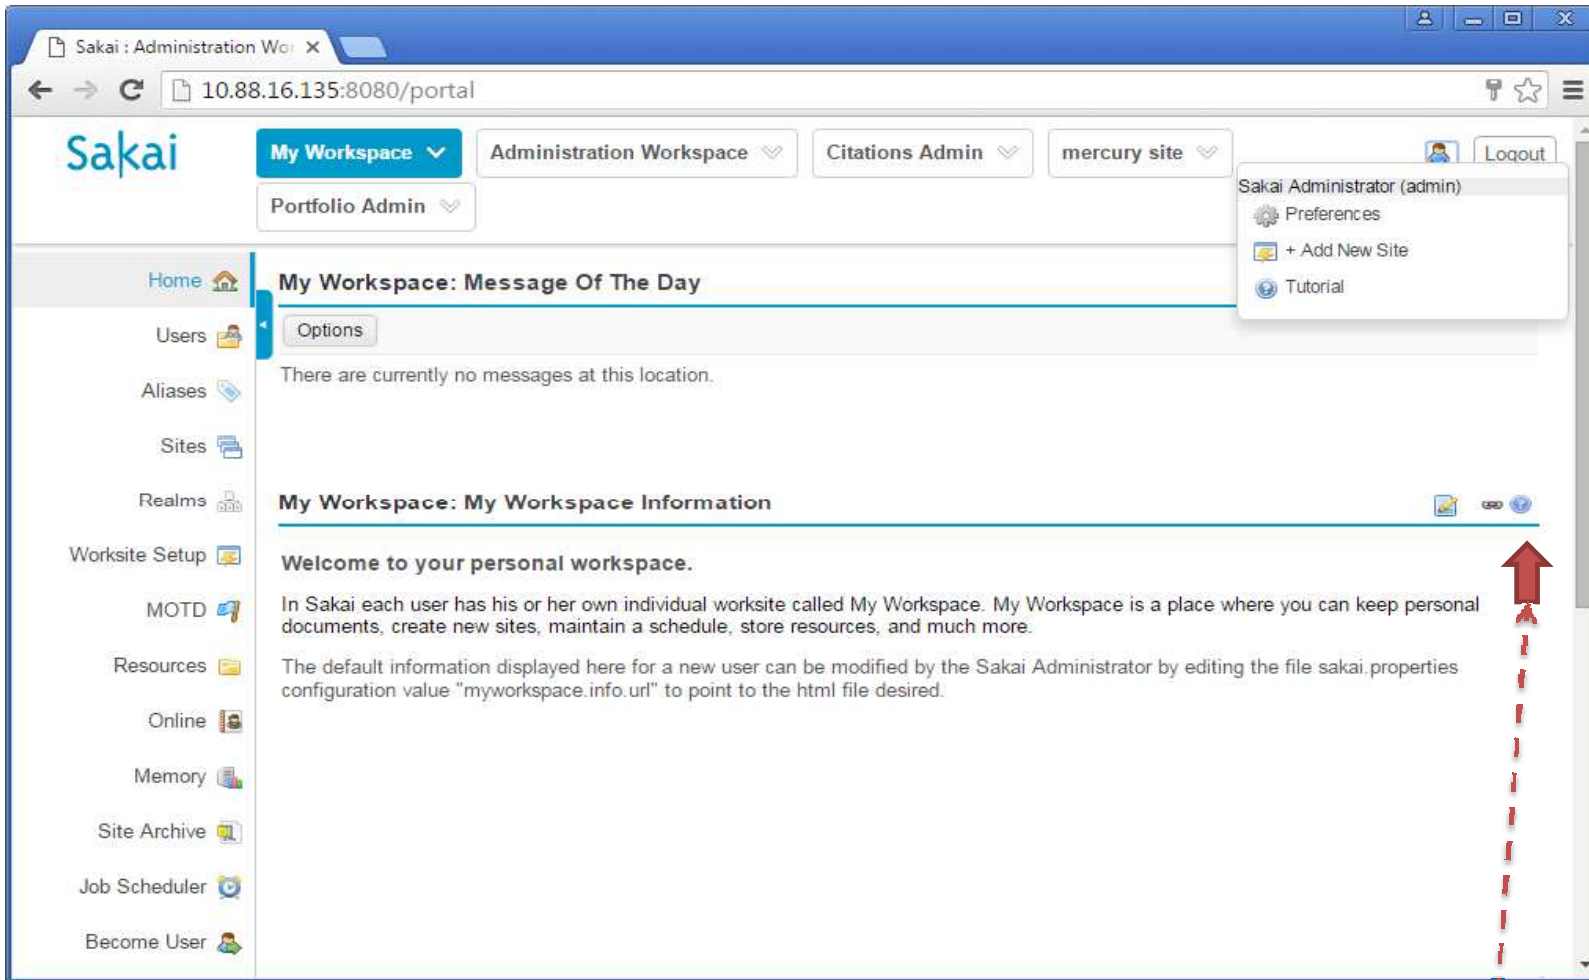 Sakai : Administration Wo
10.88.16.135:8080/portal
Sakai
My Workspace
Administration Workspace
Citations Admin
mercury site
Logout
Portfolio Admin
Sakai Administrator (admin)
Preferences
+ Add New Site
Tutorial
Home
Users
Aliases
Sites
Realms
Worksite Setup
MOTD
Resources
Online
Memory
Site Archive
Job Scheduler
Become User
My Workspace: Message Of The Day
Options
There are currently no messages at this location.
My Workspace: My Workspace Information
Welcome to your personal workspace.
In Sakai each user has his or her own individual worksite called My Workspace. My Workspace is a place where you can keep personal
documents, create new sites, maintain a schedule, store resources, and much more.
The default information displayed here for a new user can be modified by the Sakai Administrator by editing the file sakai.properties
configuration value "myworkspace.info.url" to point to the html file desired.